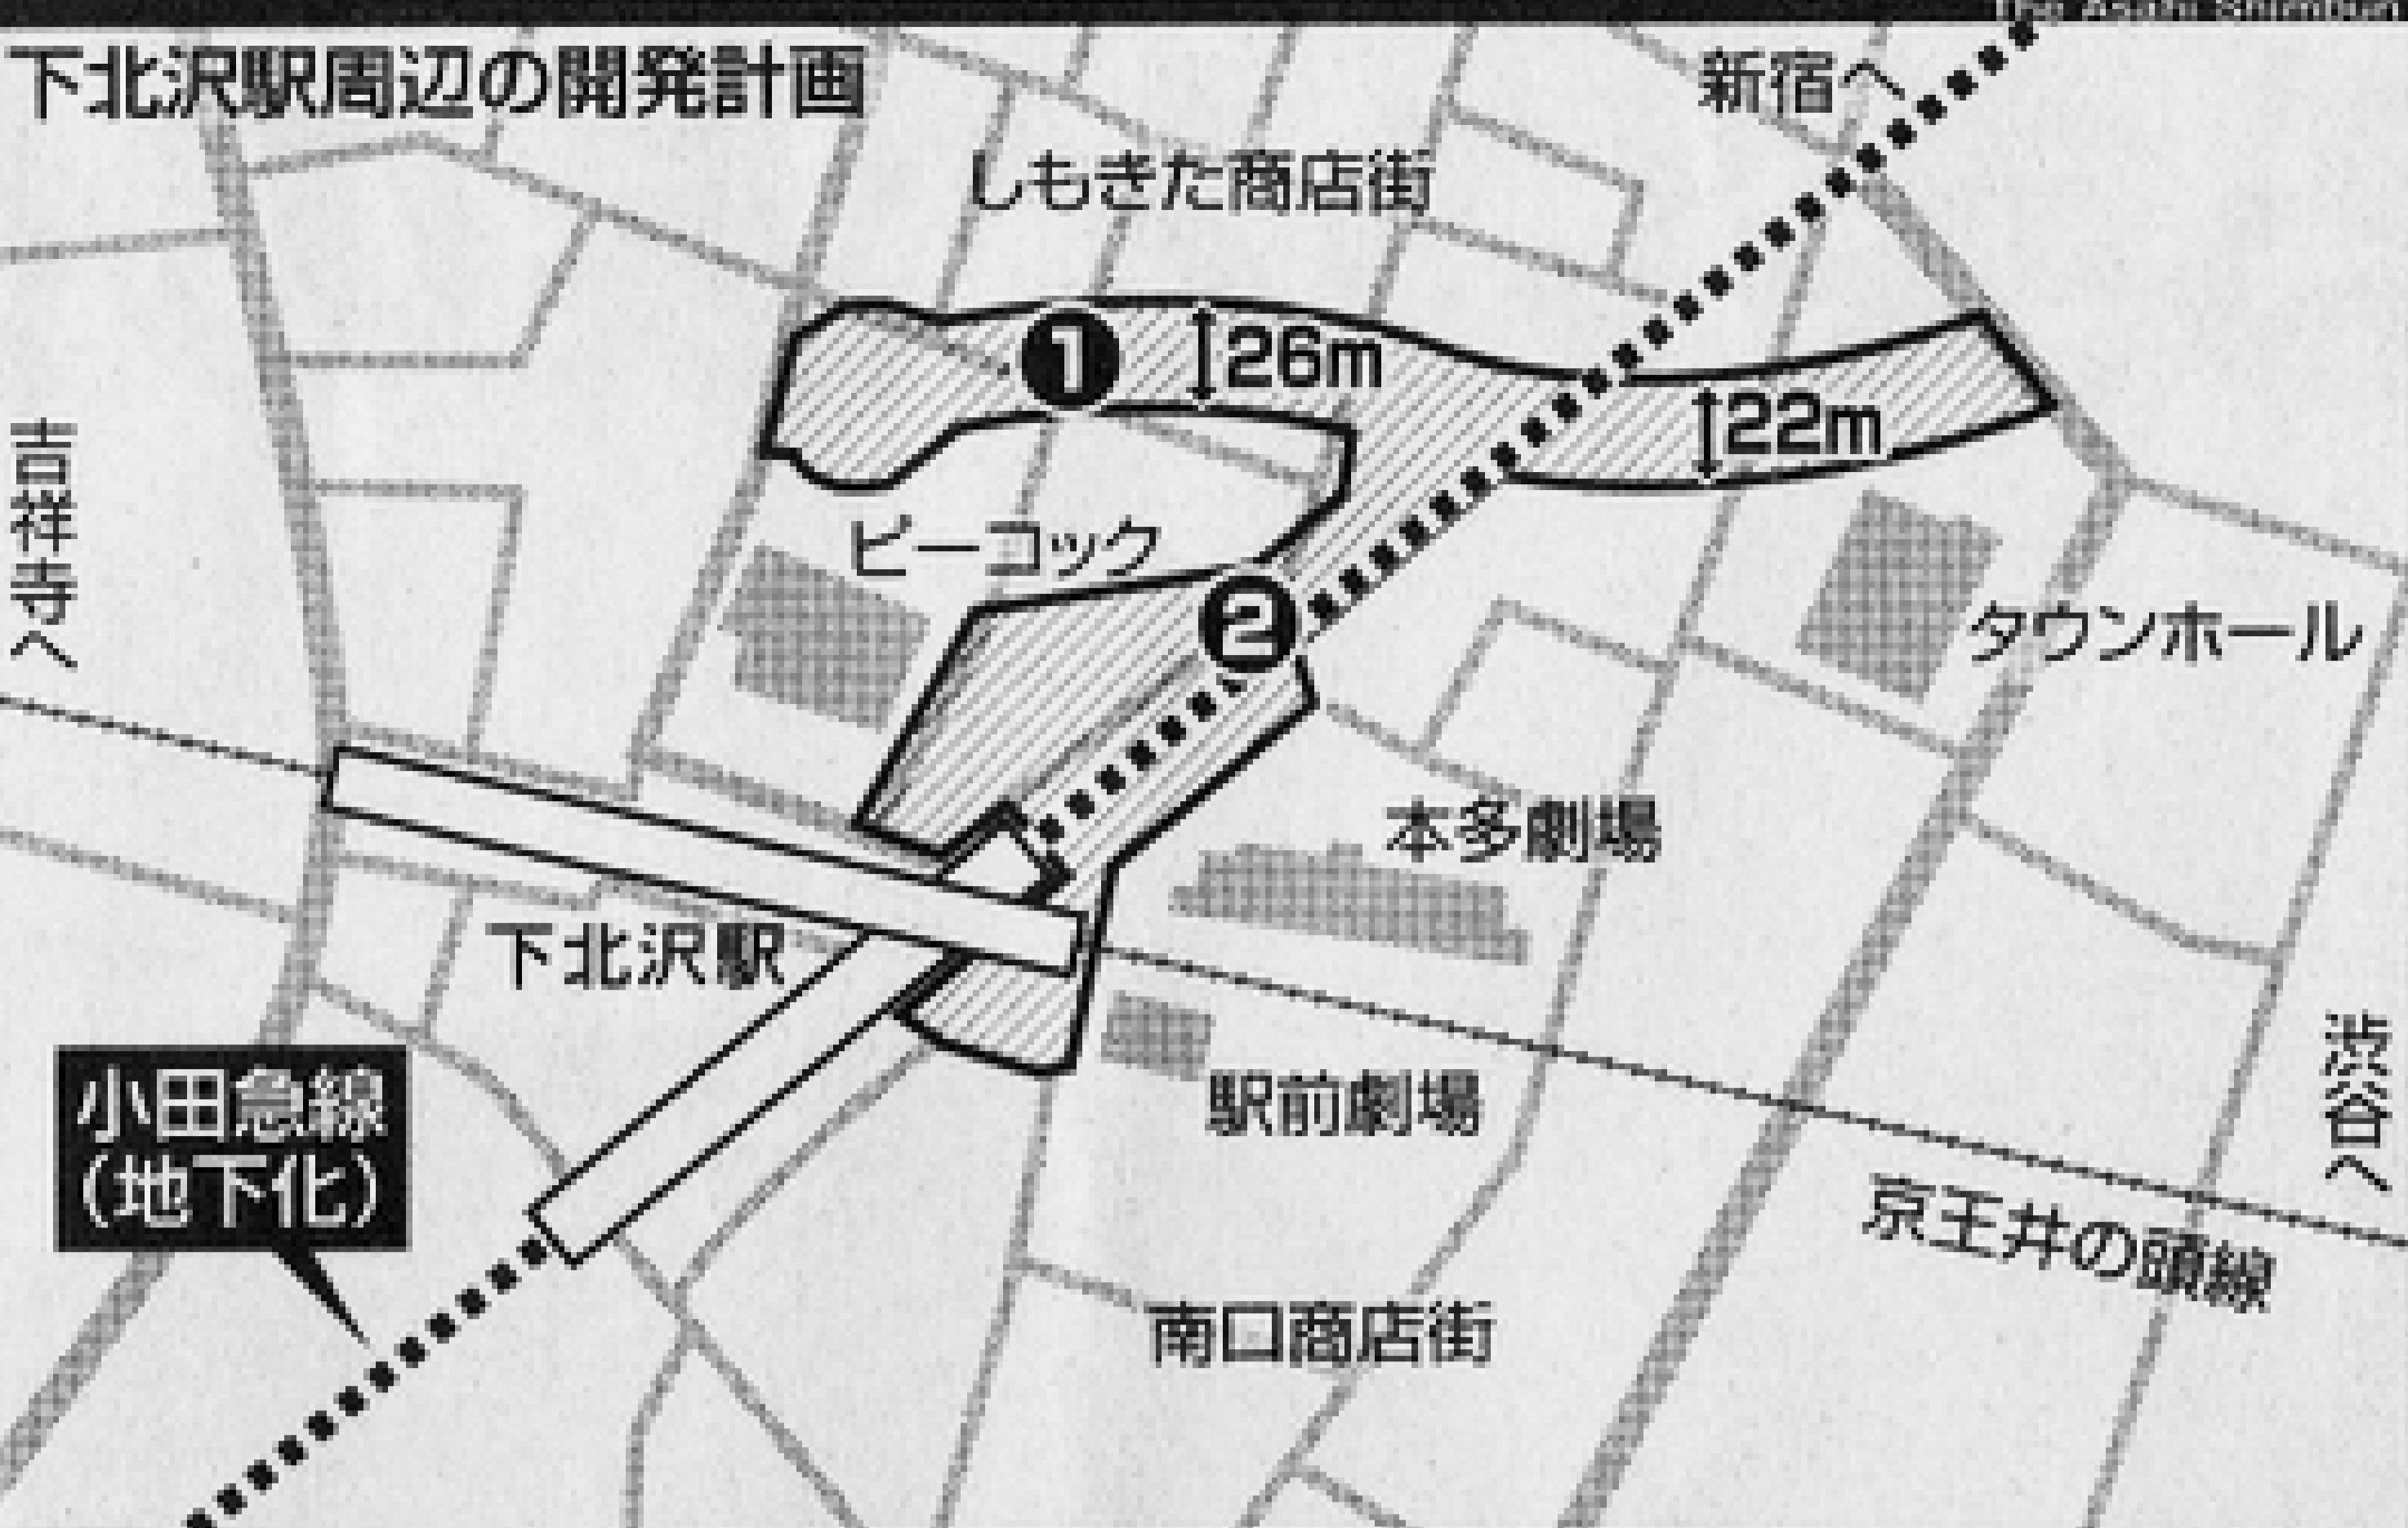 The Asahi Shimbun
下北沢駅周辺の開発計画
新宿へ
しもきた商店街
1
26m
22m
吉祥寺へ
ピーコック
2
タウンホール
本多劇場
下北沢駅
駅前劇場
渋谷へ
小田急線
(地下化)
京王井の頭線
南口商店街